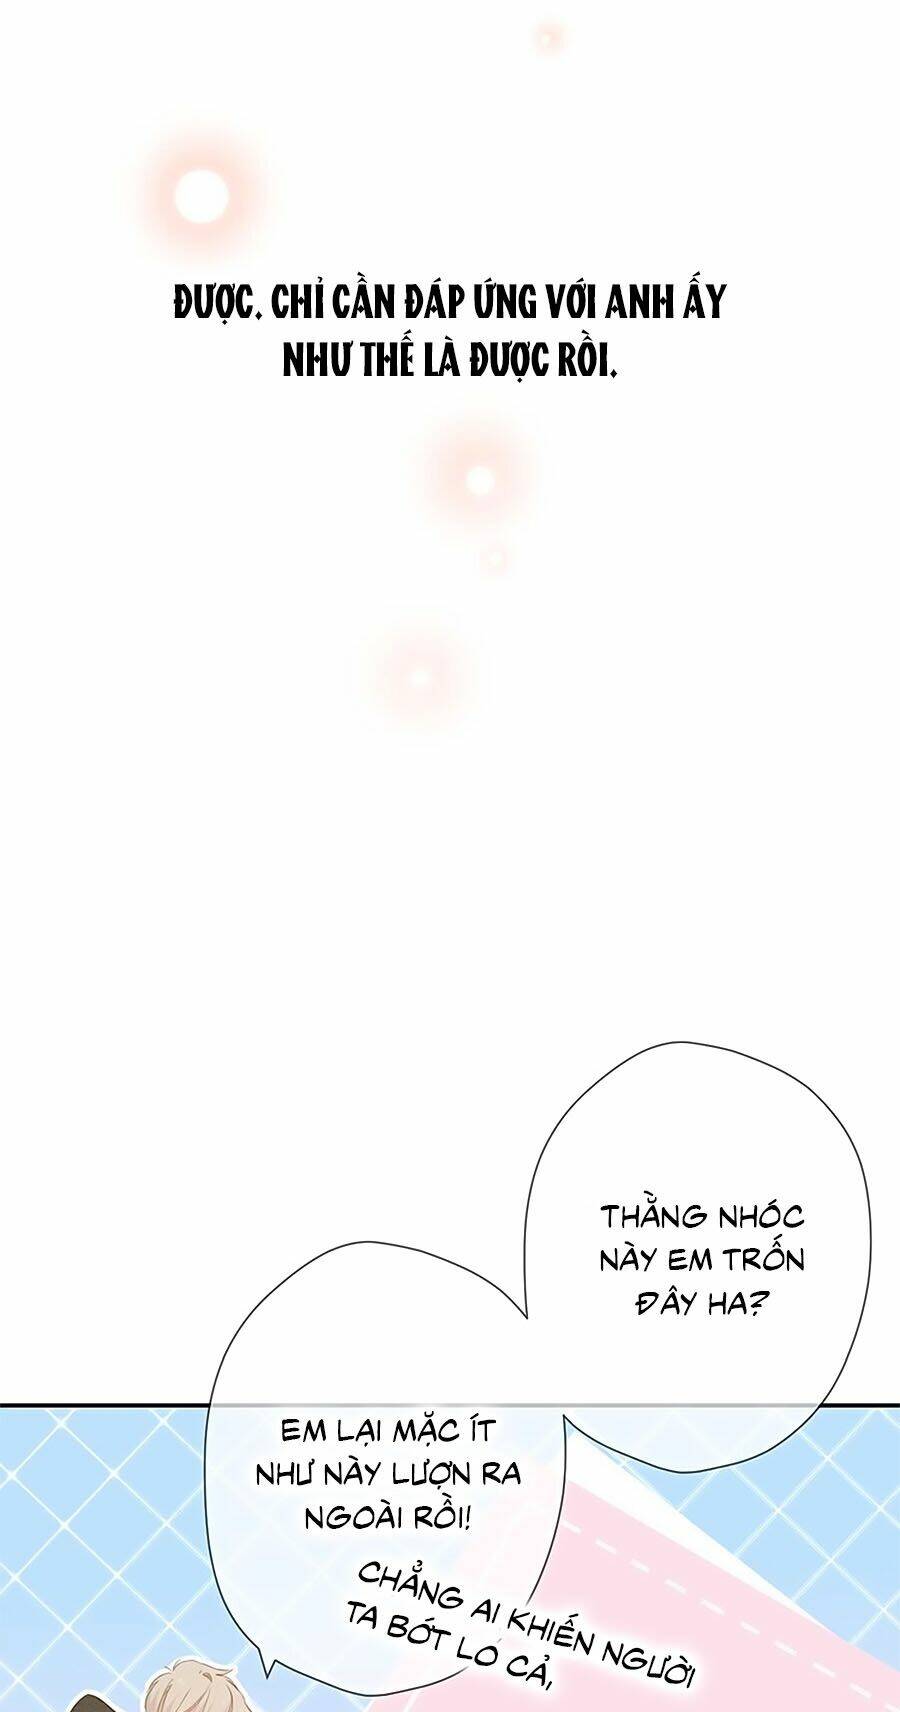 ĐƯỢC. CHỈ CẦN ĐÁP ỨNG VỚI ANH ẤY
NHƯ THẾ LÀ ĐƯỢC RỒI.
THẰNG NHÓC
NÀY EM TRỐN
ĐÂY HA?
EM LẠI MẶC ÍT
NHƯ NÀY LƯỢN RA
NGOÀI RỒI!
CHẲNG AI KHIẾN NGƯỜI
TA BỚT LO CẢ,